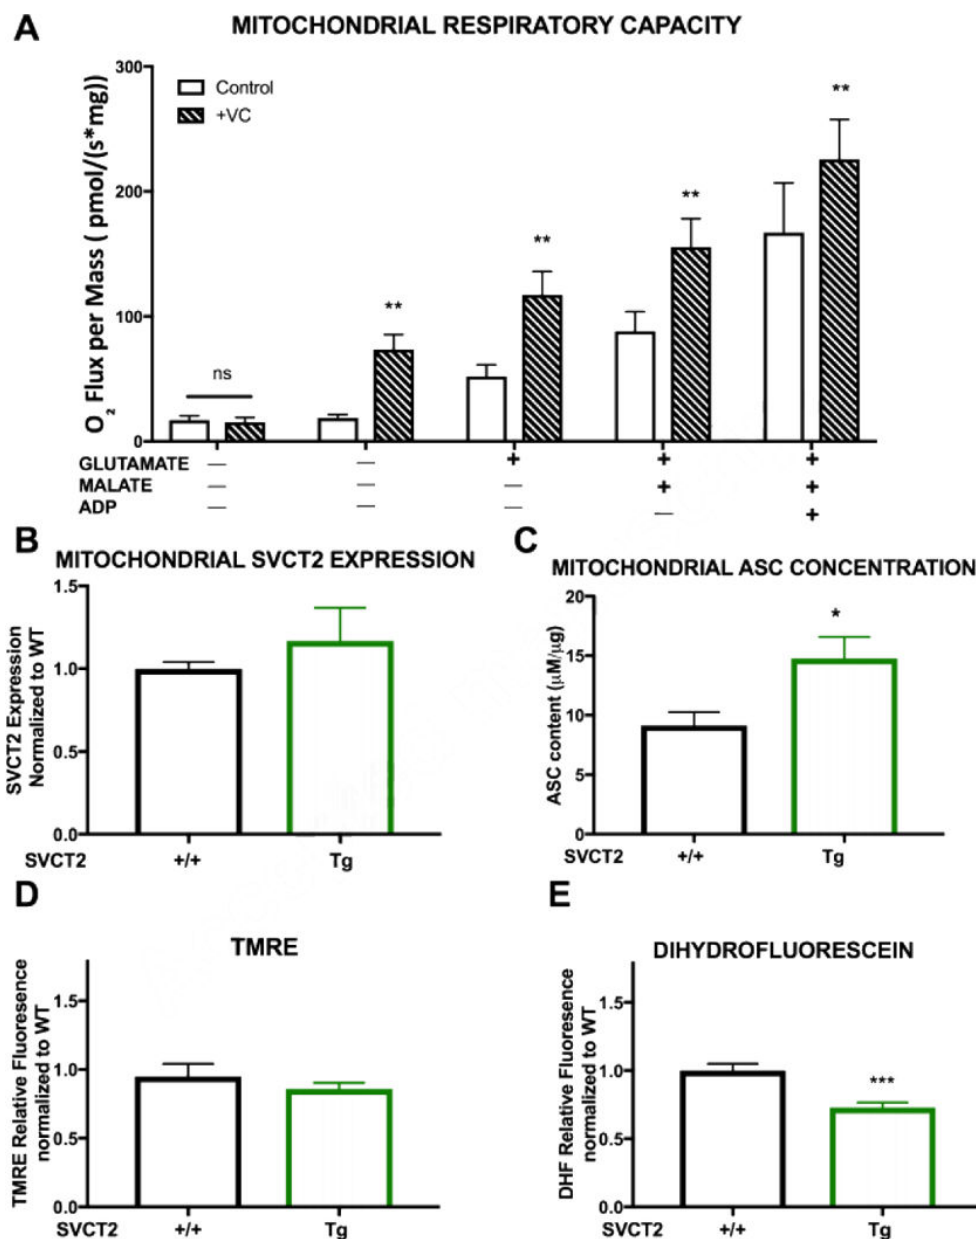 A
MITOCHONDRIAL RESPIRATORY CAPACITY
O₂ Flux per Mass ( pmol/(s*mg))
300
200
100
0
Control
+VC
ns
**
**
**
**
GLUTAMATE — — + + +
MALATE — — — + +
ADP — — — — +
B
MITOCHONDRIAL SVCT2 EXPRESSION
SVCT2 Expression
Normalized to WT
1.5
1.0
0.5
0.0
SVCT2 +/+ Tg
C
MITOCHONDRIAL ASC CONCENTRATION
ASC content (µM/µg)
20
15
10
5
0
*
SVCT2 +/+ Tg
D
TMRE
TMRE Relative Fluoresence
normalized to WT
1.5
1.0
0.5
0.0
SVCT2 +/+ Tg
E
DIHYDROFLUORESCEIN
DHF Relative Fluoresence
normalized to WT
1.5
1.0
0.5
0.0
***
SVCT2 +/+ Tg